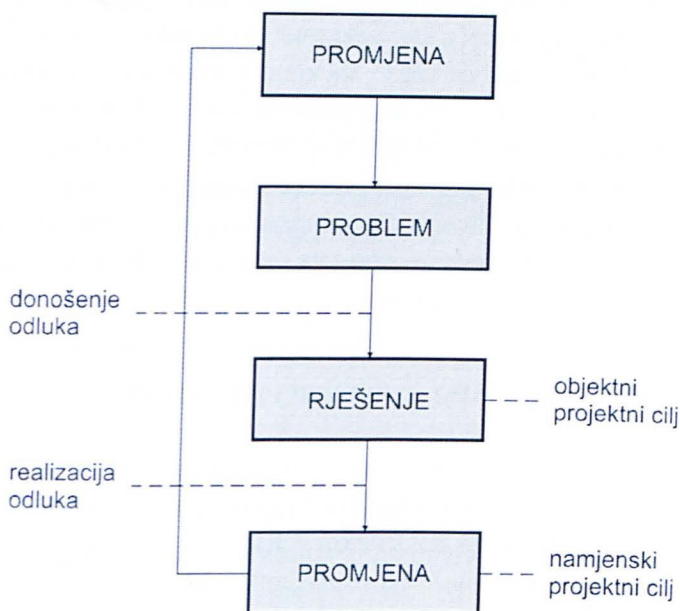 PROMJENA
PROBLEM
donošenje
odluka
RJEŠENJE
objektni
projektni cilj
realizacija
odluka
PROMJENA
namjenski
projektni cilj